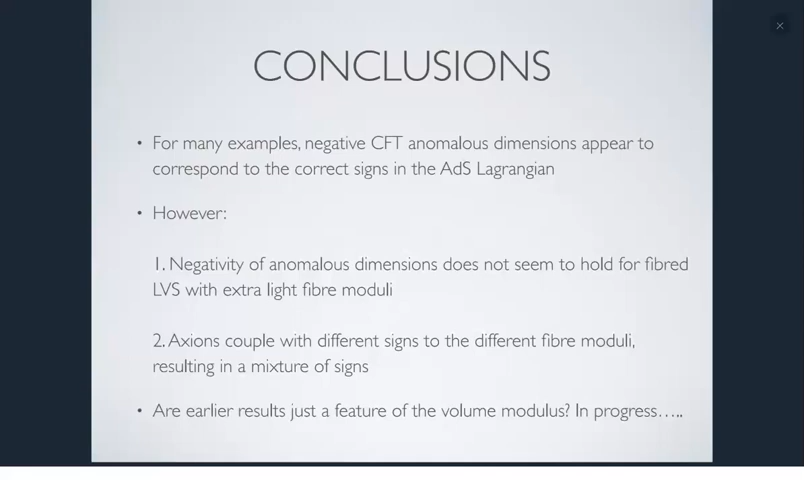 CONCLUSIONS
• For many examples, negative CFT anomalous dimensions appear to
correspond to the correct signs in the AdS Lagrangian
• However:
1. Negativity of anomalous dimensions does not seem to hold for fibred
LVS with extra light fibre moduli
2. Axions couple with different signs to the different fibre moduli,
resulting in a mixture of signs
• Are earlier results just a feature of the volume modulus? In progress…..